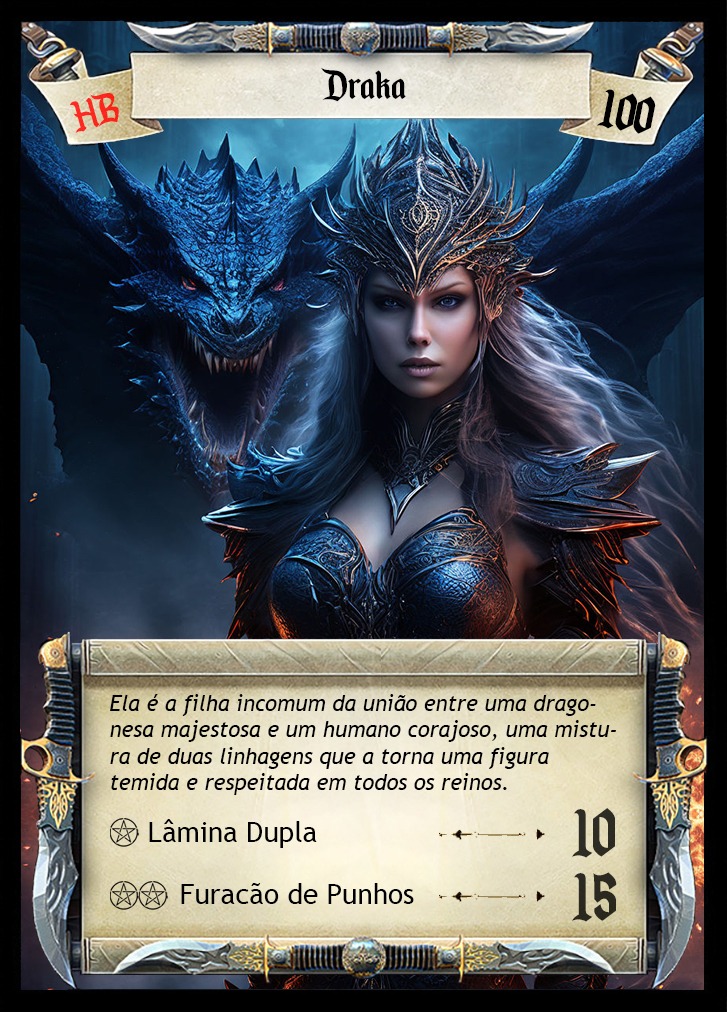 Draka
HB
100
Ela é a filha incomum da união entre uma drago-
nesa majestosa e um humano corajoso, uma mistu-
ra de duas linhagens que a torna uma figura
temida e respeitada em todos os reinos.
Lâmina Dupla 10
Furacão de Punhos 15